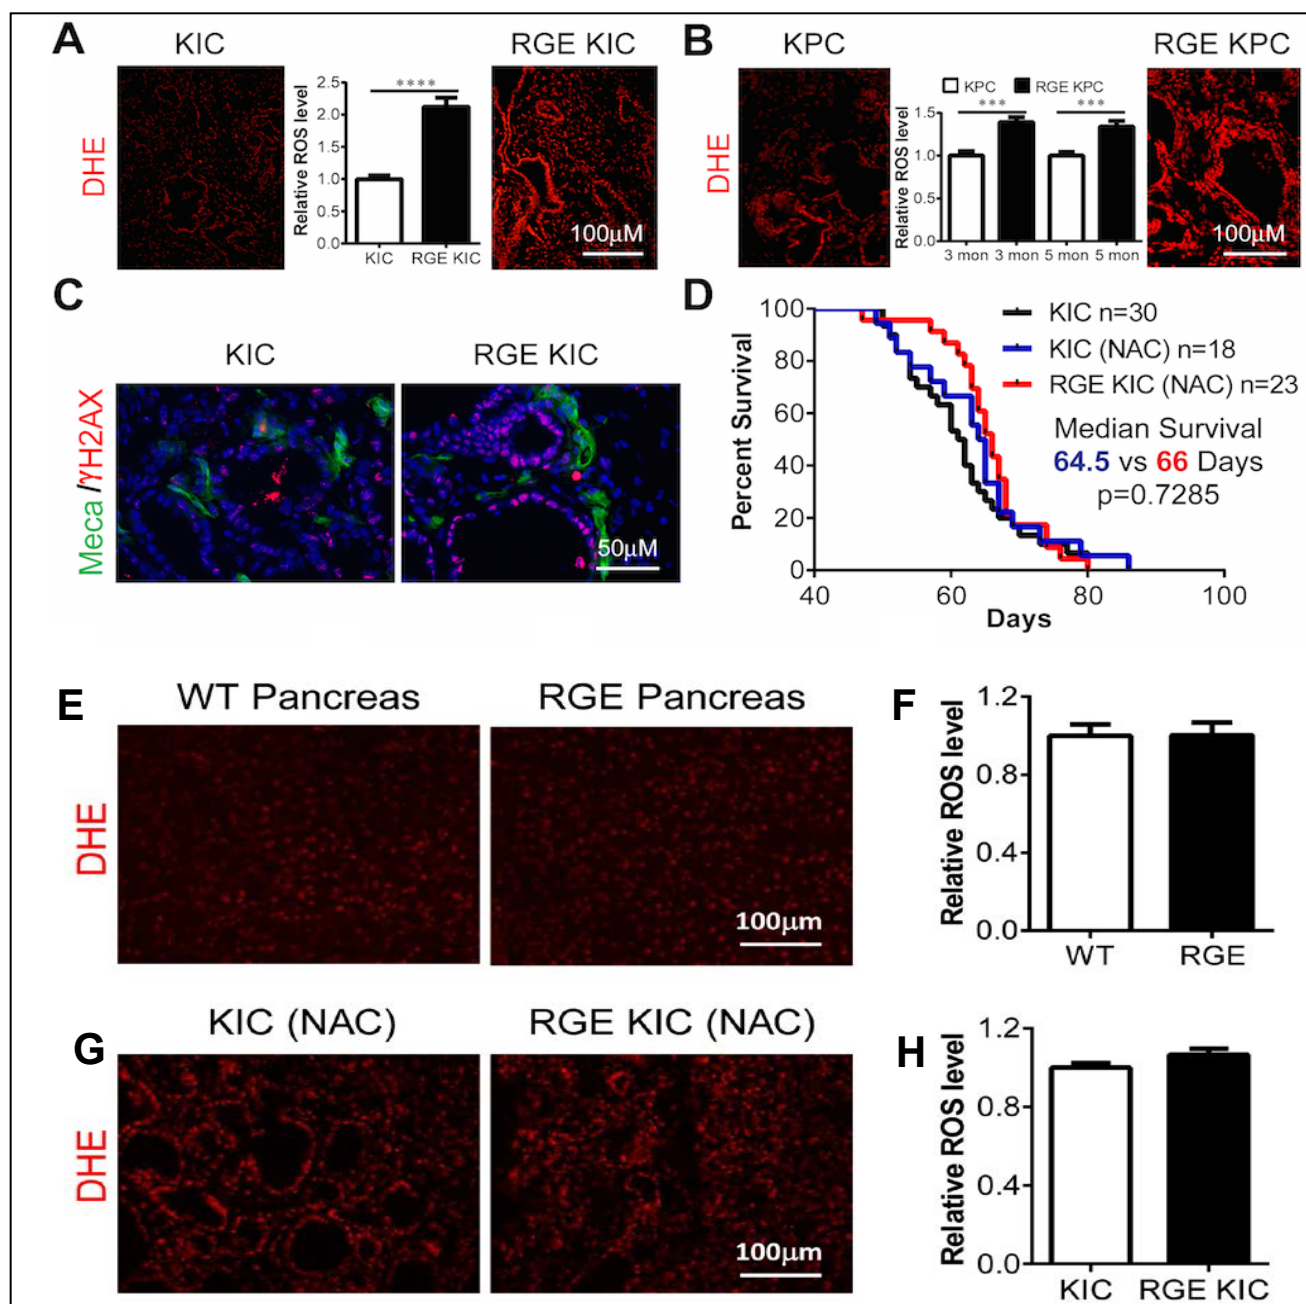 A
KIC
RGE KIC
DHE
Relative ROS level
2.5
2.0
1.5
1.0
0.5
0.0
****
KIC
RGE KIC
100μM
B
KPC
RGE KPC
DHE
KPC
RGE KPC
Relative ROS level
1.5
1.0
0.5
0.0
***
***
3 mon
3 mon
5 mon
5 mon
100μM
C
KIC
RGE KIC
Meca /γH2AX
50μM
D
Percent Survival
100
80
60
40
20
0
40
60
80
100
Days
KIC n=30
KIC (NAC) n=18
RGE KIC (NAC) n=23
Median Survival
64.5 vs 66 Days
p=0.7285
E
WT Pancreas
RGE Pancreas
DHE
100μm
F
Relative ROS level
1.2
0.8
0.4
0.0
WT
RGE
G
KIC (NAC)
RGE KIC (NAC)
DHE
100μm
H
Relative ROS level
1.2
0.8
0.4
0.0
KIC
RGE KIC